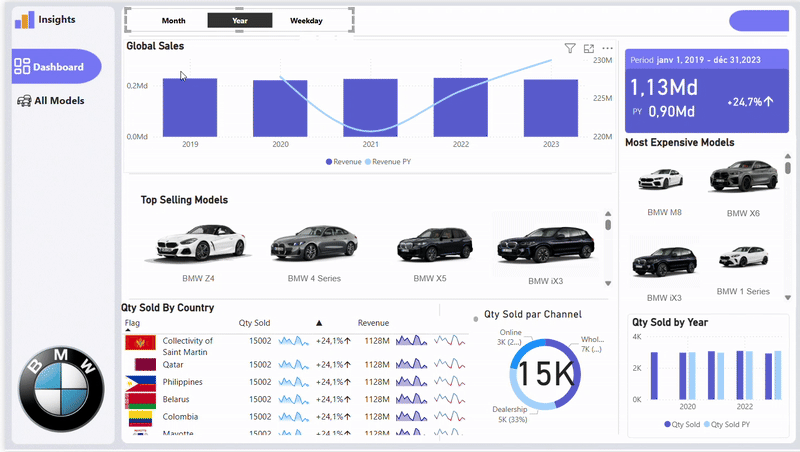 Insights
Month Year Weekday
Dashboard
All Models
Global Sales
0.2Md
0.0Md
230M
225M
220M
2019 2020 2021 2022 2023
Revenue Revenue PY
Period janv 1, 2019 - déc 31,2023
1,13Md
PY 0,90Md
+24,7%
Most Expensive Models
BMW M8 BMW X6
BMW iX3 BMW 1 Series
Top Selling Models
BMW Z4 BMW 4 Series BMW X5 BMW iX3
Qty Sold By Country
Flag Qty Sold ▲ Revenue
Collectivity of
Saint Martin
15002 +24,1% 1128M
Qatar 15002 +24,1% 1128M
Philippines 15002 +24,1% 1128M
Belarus 15002 +24,1% 1128M
Colombia 15002 +24,1% 1128M
Mayotte 15002 +24,1% 1128M
Qty Sold par Channel
Online
3K (2...)
Whol...
7K (...)
15K
Dealership
5K (33%)
Qty Sold by Year
4K
2K
0K
2020 2022
Qty Sold Qty Sold PY
BMW